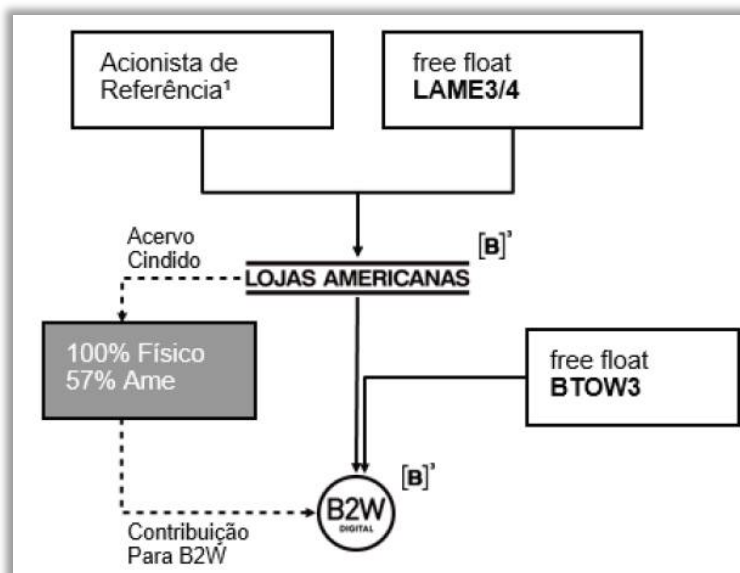 Acionista de
Referência¹
free float
LAME3/4
Acervo
Cindido
[B]³
LOJAS AMERICANAS
100% Físico
57% Ame
free float
BTOW3
[B]³
B2W
DIGITAL
Contribuição
Para B2W